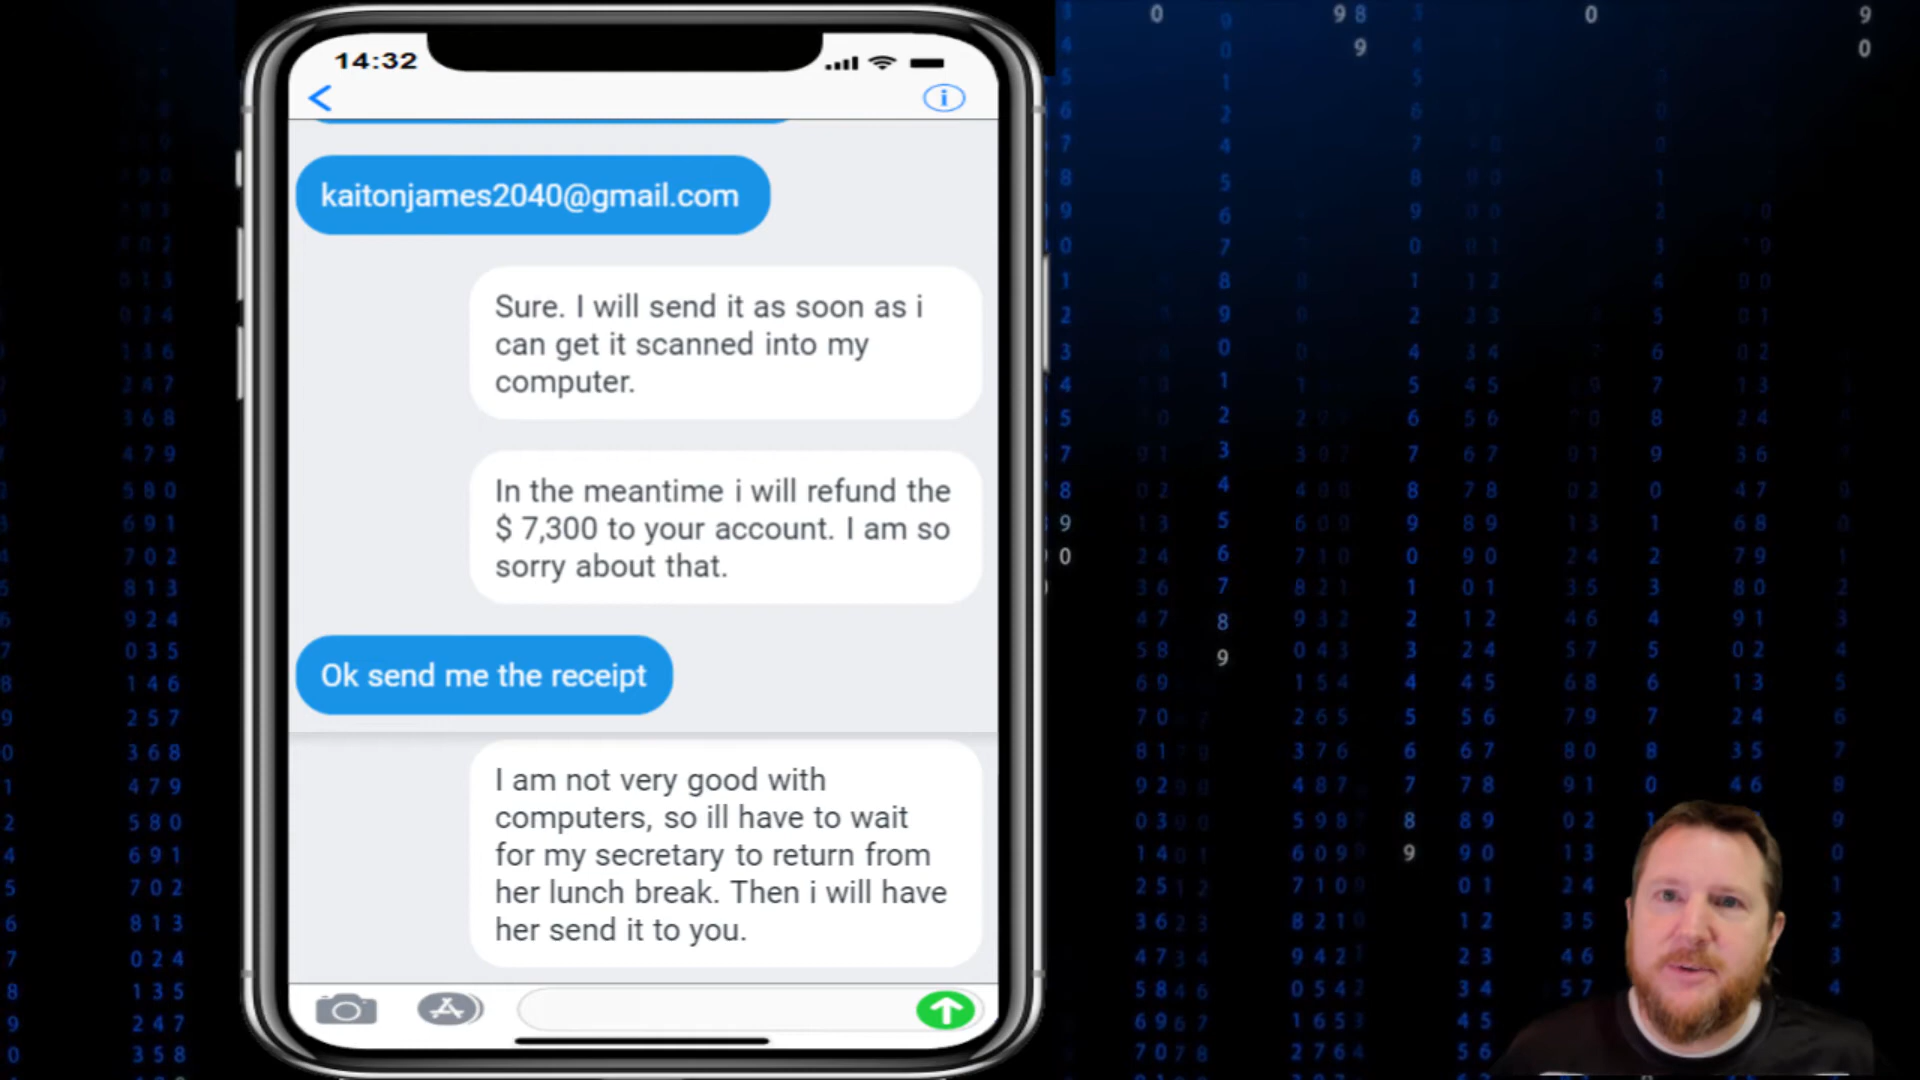 14:32
kaitonjames2040@gmail.com
Sure. I will send it as soon as i
can get it scanned into my
computer.
In the meantime i will refund the
$ 7,300 to your account. I am so
sorry about that.
Ok send me the receipt
I am not very good with
computers, so ill have to wait
for my secretary to return from
her lunch break. Then i will have
her send it to you.